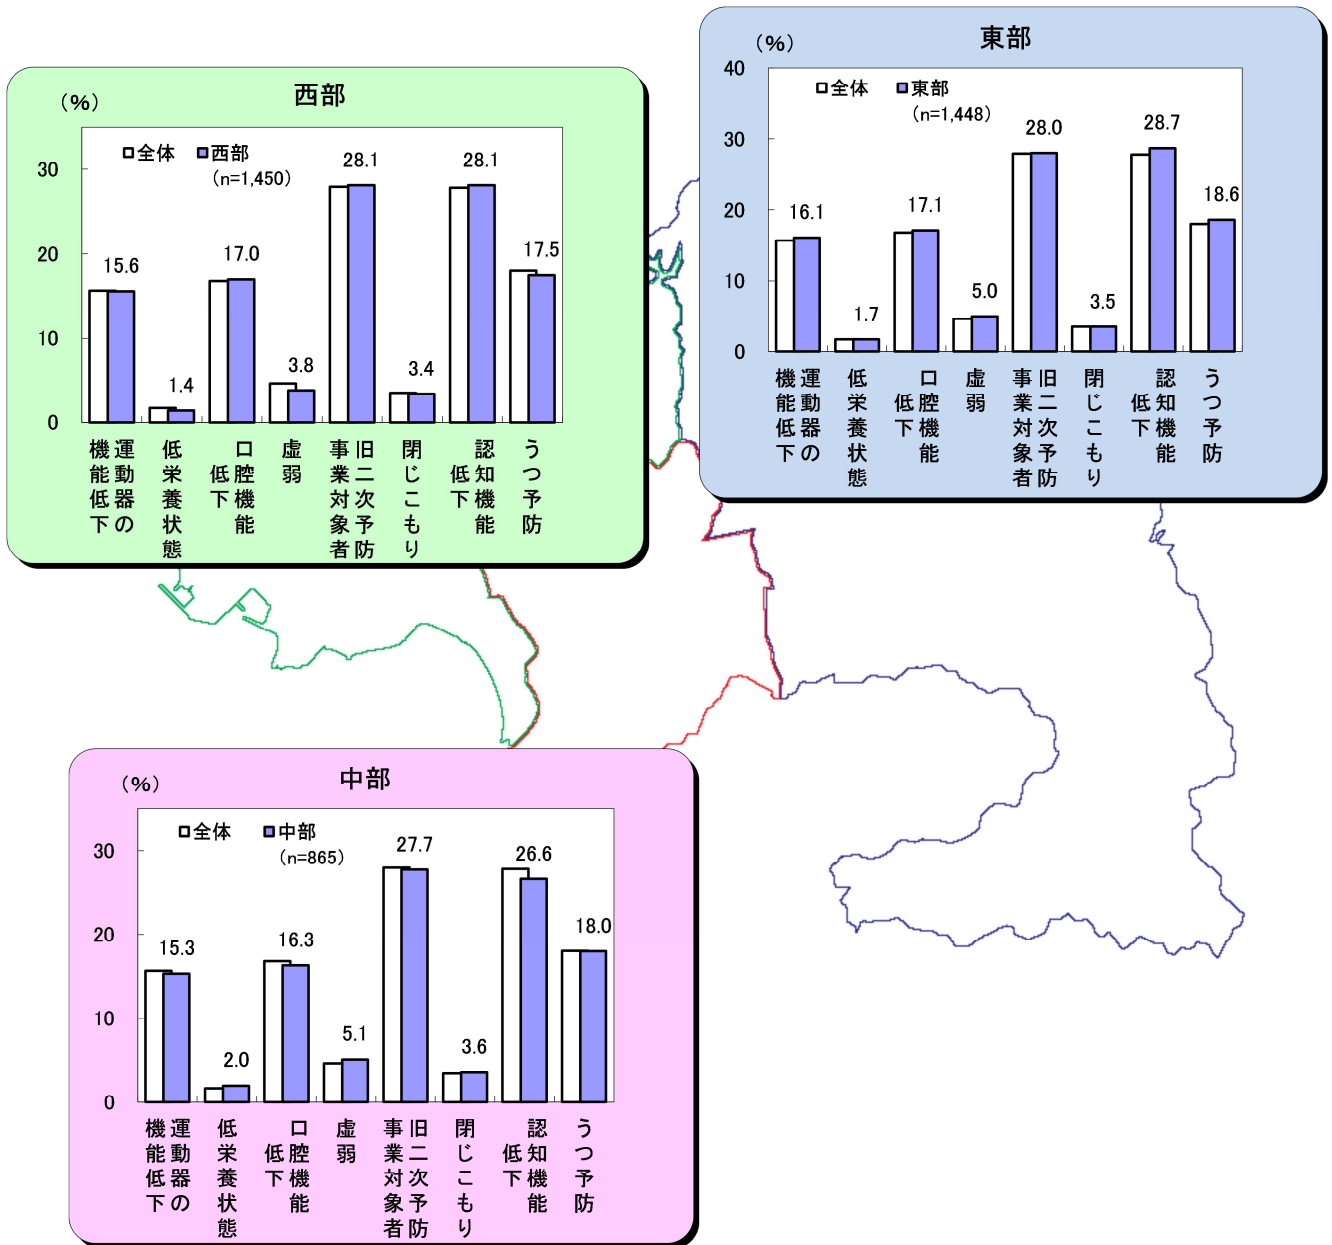 西部
（%）
全体
西部
（n=1,450）
30
20
10
0
15.6
1.4
17.0
3.8
28.1
3.4
28.1
17.5
運動器の
機能低下
低栄養状態
口腔機能
低下
虚弱
旧二次予防
事業対象者
閉じこもり
認知機能
低下
うつ予防
東部
（%）
全体
東部
（n=1,448）
40
30
20
10
0
16.1
1.7
17.1
5.0
28.0
3.5
28.7
18.6
運動器の
機能低下
低栄養状態
口腔機能
低下
虚弱
旧二次予防
事業対象者
閉じこもり
認知機能
低下
うつ予防
中部
（%）
全体
中部
（n=865）
30
20
10
0
15.3
2.0
16.3
5.1
27.7
3.6
26.6
18.0
運動器の
機能低下
低栄養状態
口腔機能
低下
虚弱
旧二次予防
事業対象者
閉じこもり
認知機能
低下
うつ予防